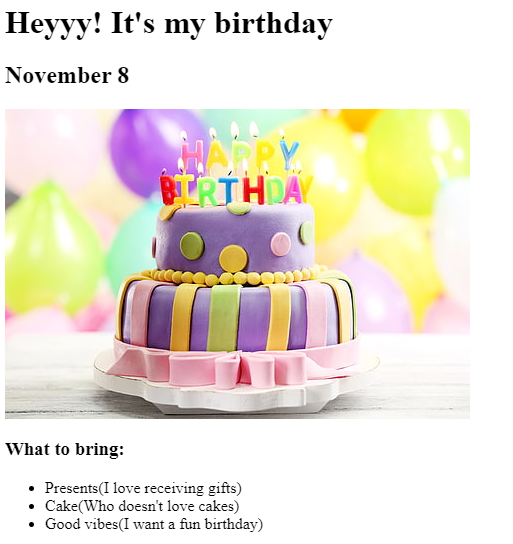 Heyyy! It's my birthday
November 8
HAPPY
BIRTHDAY
What to bring:
Presents(I love receiving gifts)
Cake(Who doesn't love cakes)
Good vibes(I want a fun birthday)